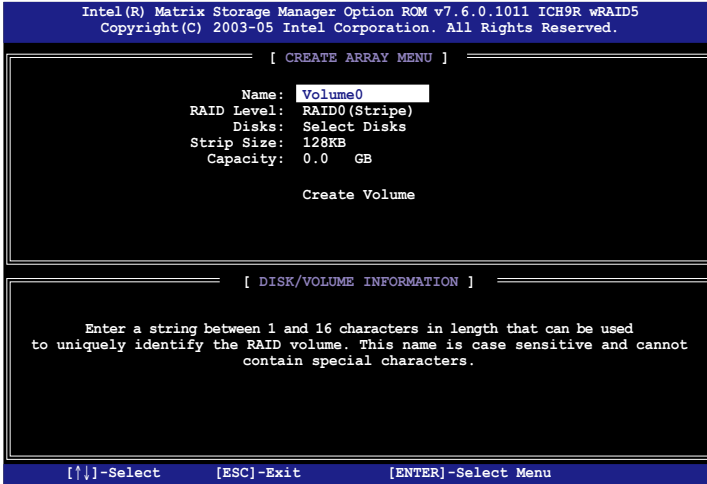 Intel(R) Matrix Storage Manager Option ROM v7.6.0.1011 ICH9R wRAID5
Copyright(C) 2003-05 Intel Corporation. All Rights Reserved.
[ CREATE ARRAY MENU ]
Name: Volume0
RAID Level: RAID0(Stripe)
Disks: Select Disks
Strip Size: 128KB
Capacity: 0.0 GB
Create Volume
[ DISK/VOLUME INFORMATION ]
Enter a string between 1 and 16 characters in length that can be used
to uniquely identify the RAID volume. This name is case sensitive and cannot
contain special characters.
[↑↓]-Select [ESC]-Exit [ENTER]-Select Menu